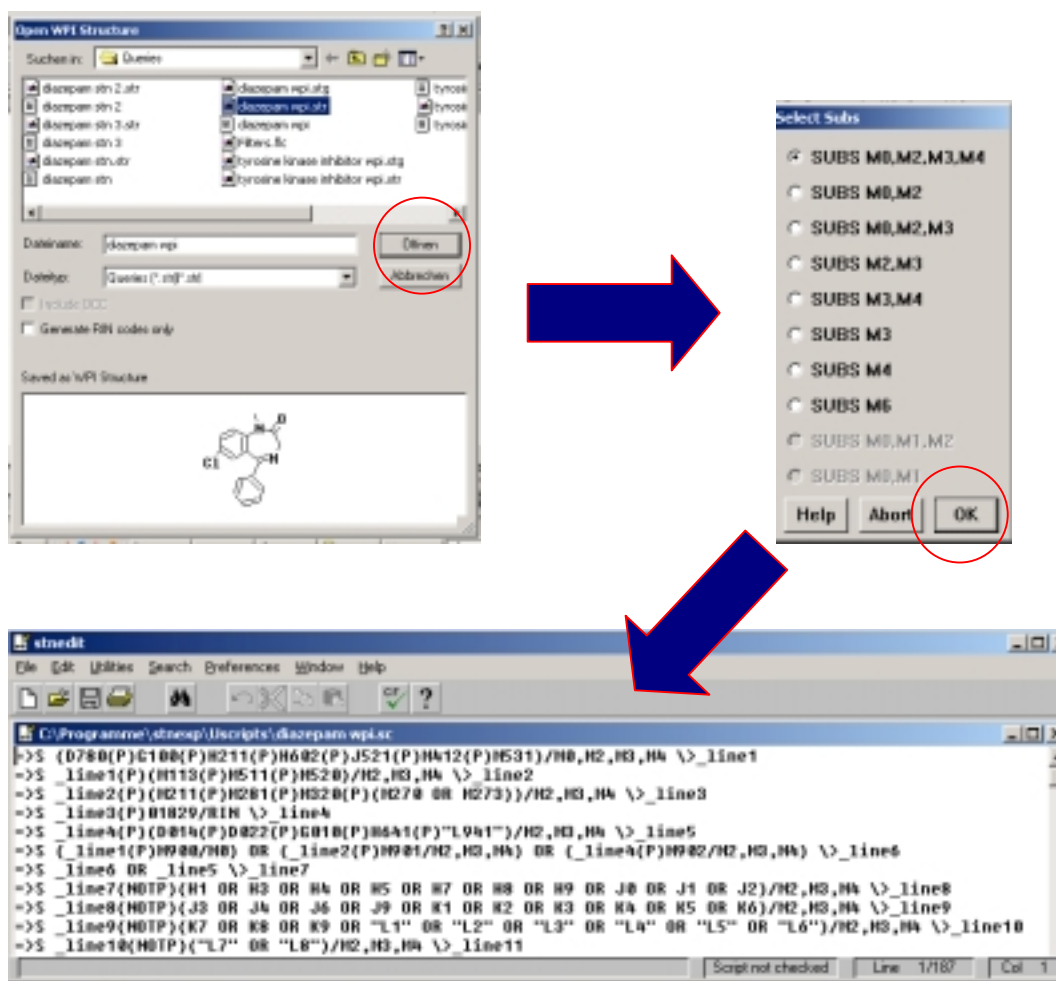 Open WPI Structure
Suchen in: Queries
diazepam stn 2.str
diazepam stn 2
diazepam stn 3.str
diazepam stn 3
diazepam stn.str
diazepam stn
diazepam wpi.stg
diazepam wpi.str
diazepam wpi
Filters.flc
tyrosine kinase inhibitor wpi.stg
tyrosine kinase inhibitor wpi.str
tyrosi
tyrosi
tyrosi
Dateiname: diazepam wpi
Öffnen
Dateityp: Queries (*.str)*.str
Abbrechen
Include DCC
Generate RIN codes only
Saved as WPI Structure
N
O
Cl
N
Select Subs
SUBS M0,M2,M3,M4
SUBS M0,M2
SUBS M0,M2,M3
SUBS M2,M3
SUBS M3,M4
SUBS M3
SUBS M4
SUBS M6
SUBS M0,M1,M2
SUBS M0,M1
Help Abort OK
stnedit
File Edit Utilities Search Preferences Window Help
C:\Programme\stnexp\Uscripts\diazepam wpi.sc
=>S (D780(P)G100(P)H211(P)H602(P)J521(P)M412(P)M531)/M0,M2,M3,M4 \>_line1
=>S _line1(P)(M113(P)M511(P)M520)/M2,M3,M4 \>_line2
=>S _line2(P)(M211(P)M281(P)M320(P)(M270 OR M273))/M2,M3,M4 \>_line3
=>S _line3(P)01829/RIN \>_line4
=>S _line4(P)(D014(P)D022(P)G010(P)H641(P)"L941")/M2,M3,M4 \>_line5
=>S (_line1(P)M900/M0) OR (_line2(P)M901/M2,M3,M4) OR (_line4(P)M902/M2,M3,M4) \>_line6
=>S _line6 OR _line5 \>_line7
=>S _line7(NOTP)(H1 OR H3 OR H4 OR H5 OR H7 OR H8 OR H9 OR J0 OR J1 OR J2)/M2,M3,M4 \>_line8
=>S _line8(NOTP)(J3 OR J4 OR J6 OR J9 OR K1 OR K2 OR K3 OR K4 OR K5 OR K6)/M2,M3,M4 \>_line9
=>S _line9(NOTP)(K7 OR K8 OR K9 OR "L1" OR "L2" OR "L3" OR "L4" OR "L5" OR "L6")/M2,M3,M4 \>_line10
=>S _line10(NOTP)("L7" OR "L8")/M2,M3,M4 \>_line11
Script not checked Line 1/187 Col 1